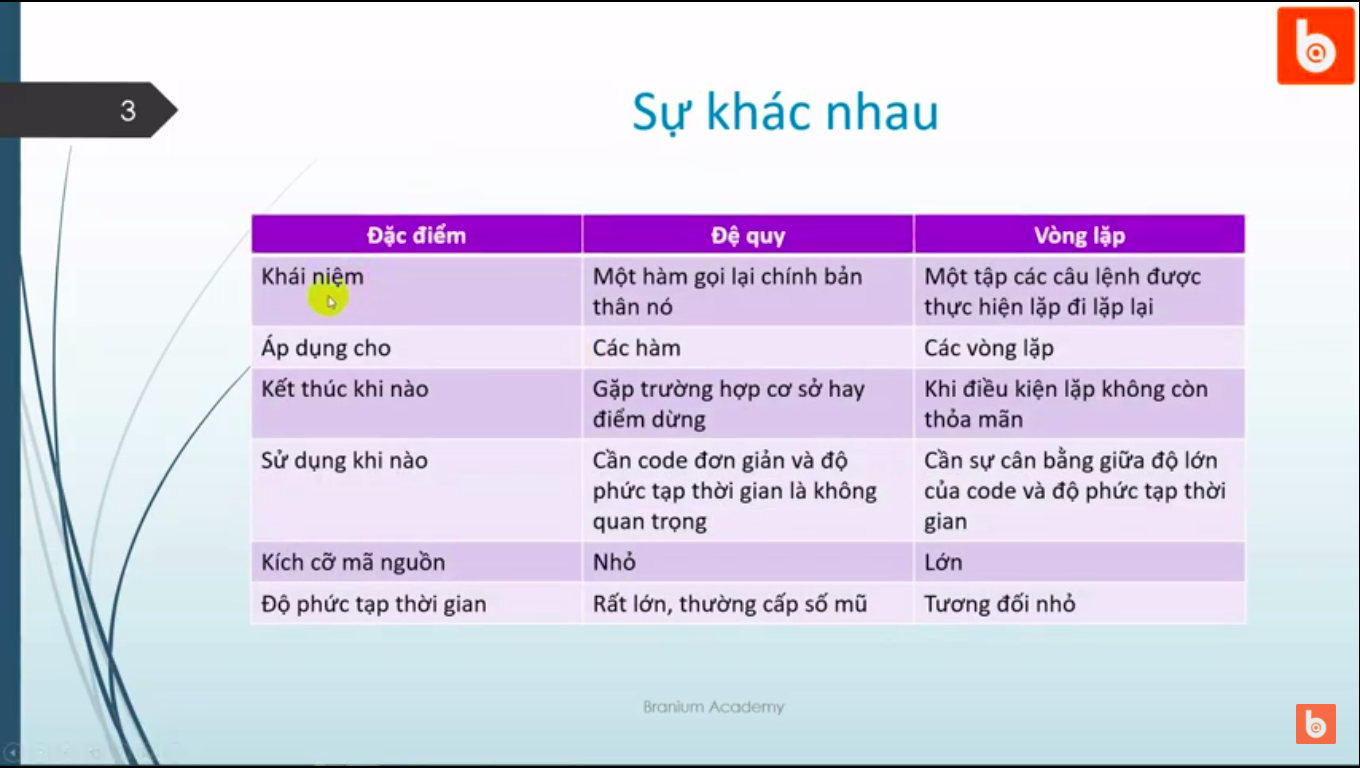 3
Sự khác nhau
Đặc điểm
Đệ quy
Vòng lặp
Khái niệm
Một hàm gọi lại chính bản
thân nó
Một tập các câu lệnh được
thực hiện lặp đi lặp lại
Áp dụng cho
Các hàm
Các vòng lặp
Kết thúc khi nào
Gặp trường hợp cơ sở hay
điểm dừng
Khi điều kiện lặp không còn
thỏa mãn
Sử dụng khi nào
Cần code đơn giản và độ
phức tạp thời gian là không
quan trọng
Cần sự cân bằng giữa độ lớn
của code và độ phức tạp thời
gian
Kích cỡ mã nguồn
Nhỏ
Lớn
Độ phức tạp thời gian
Rất lớn, thường cấp số mũ
Tương đối nhỏ
Branium Academy